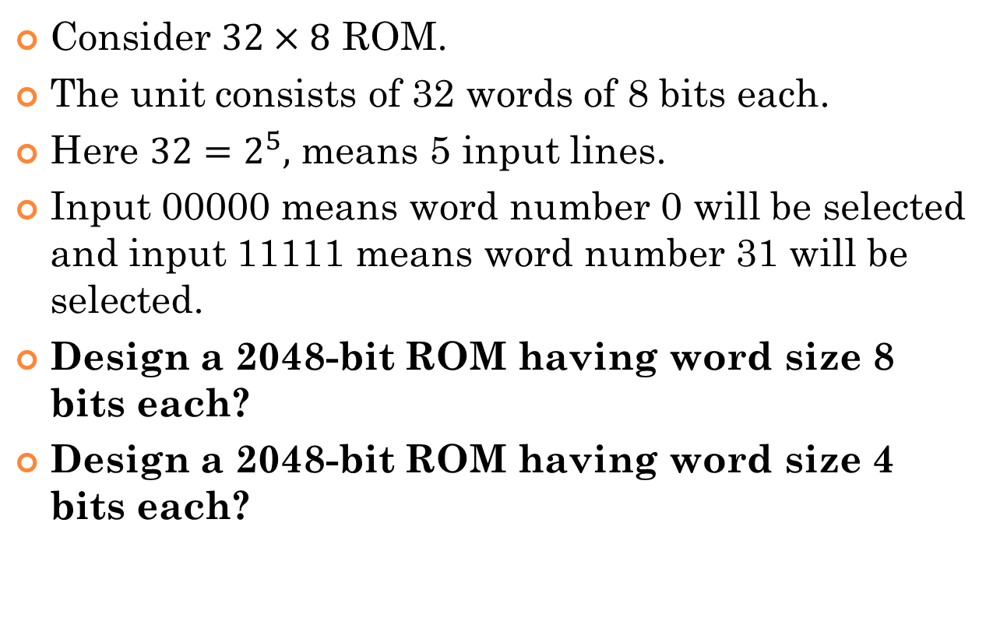 Consider 32 × 8 ROM.
The unit consists of 32 words of 8 bits each.
Here 32 = 2⁵, means 5 input lines.
Input 00000 means word number 0 will be selected
and input 11111 means word number 31 will be
selected.
Design a 2048-bit ROM having word size 8
bits each?
Design a 2048-bit ROM having word size 4
bits each?